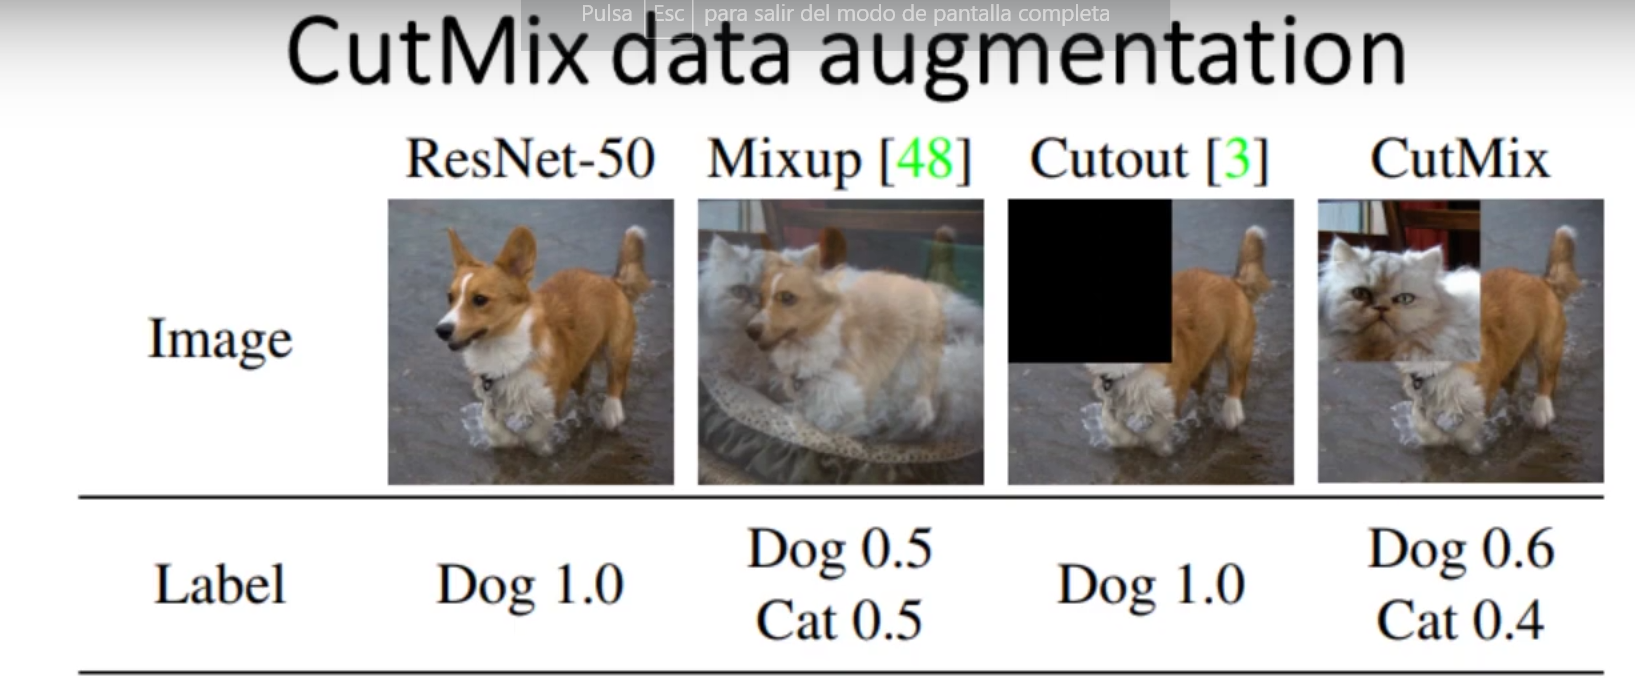 Pulsa Esc para salir del modo de pantalla completa
CutMix data augmentation
ResNet-50 Mixup [48] Cutout [3] CutMix
Image
Label Dog 1.0 Dog 0.5 Cat 0.5 Dog 1.0 Dog 0.6 Cat 0.4